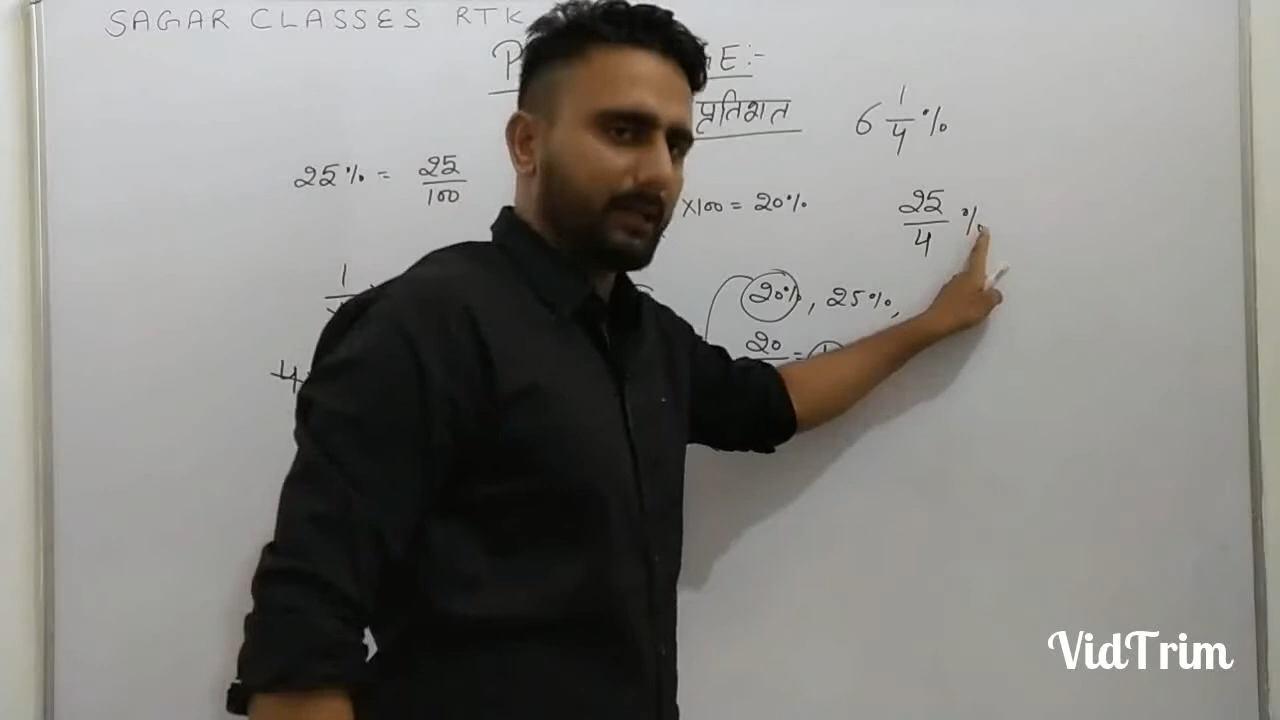 SAGAR CLASSES RTK
P E:-
प्रतिशत
6 1/4 %
25% = 25/100
×100 = 20%
25/4 %
1
20%, 25%,
20 =
4
VidTrim